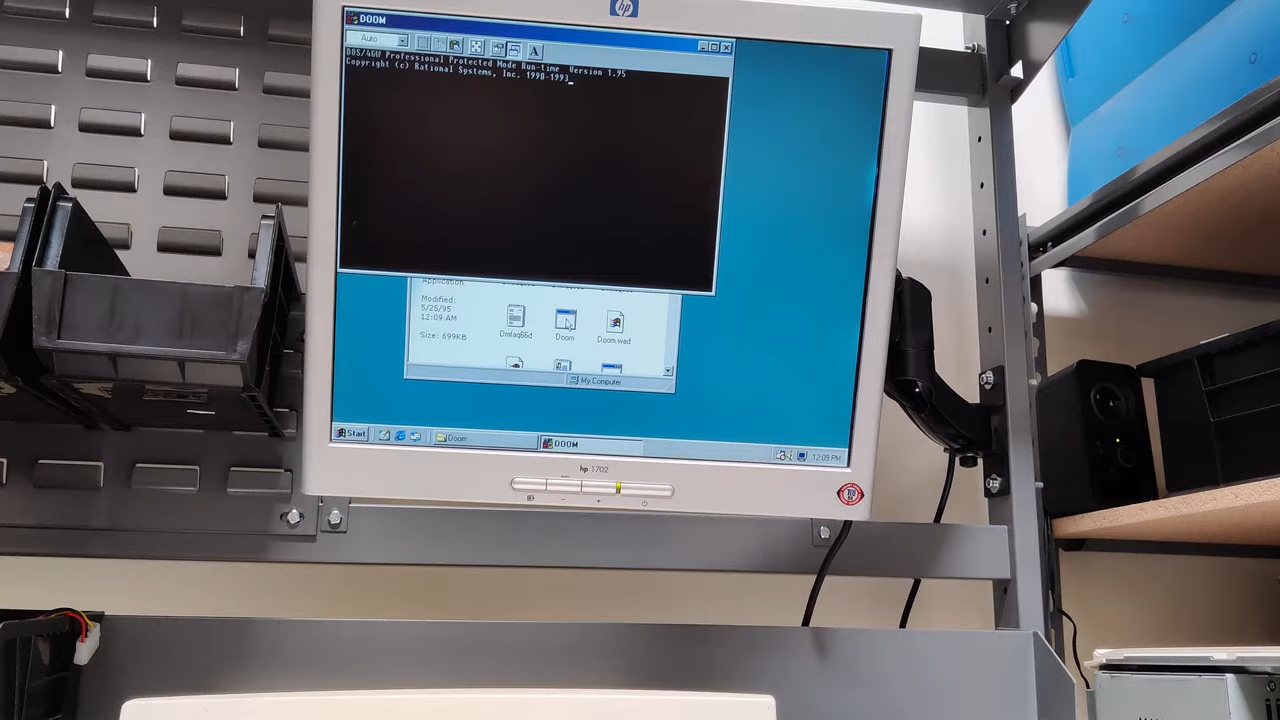 hp
DOOM
Auto
A
DOS/4GW Professional Protected Mode Run-time Version 1.95
Copyright (c) Rational Systems, Inc. 1990-1993
Application
Modified:
5/25/95
12:09 AM
Size: 699KB
Dmfaq66d
Doom
Doom.wad
My Computer
Start
Doom
DOOM
12:09 PM
hp 1702